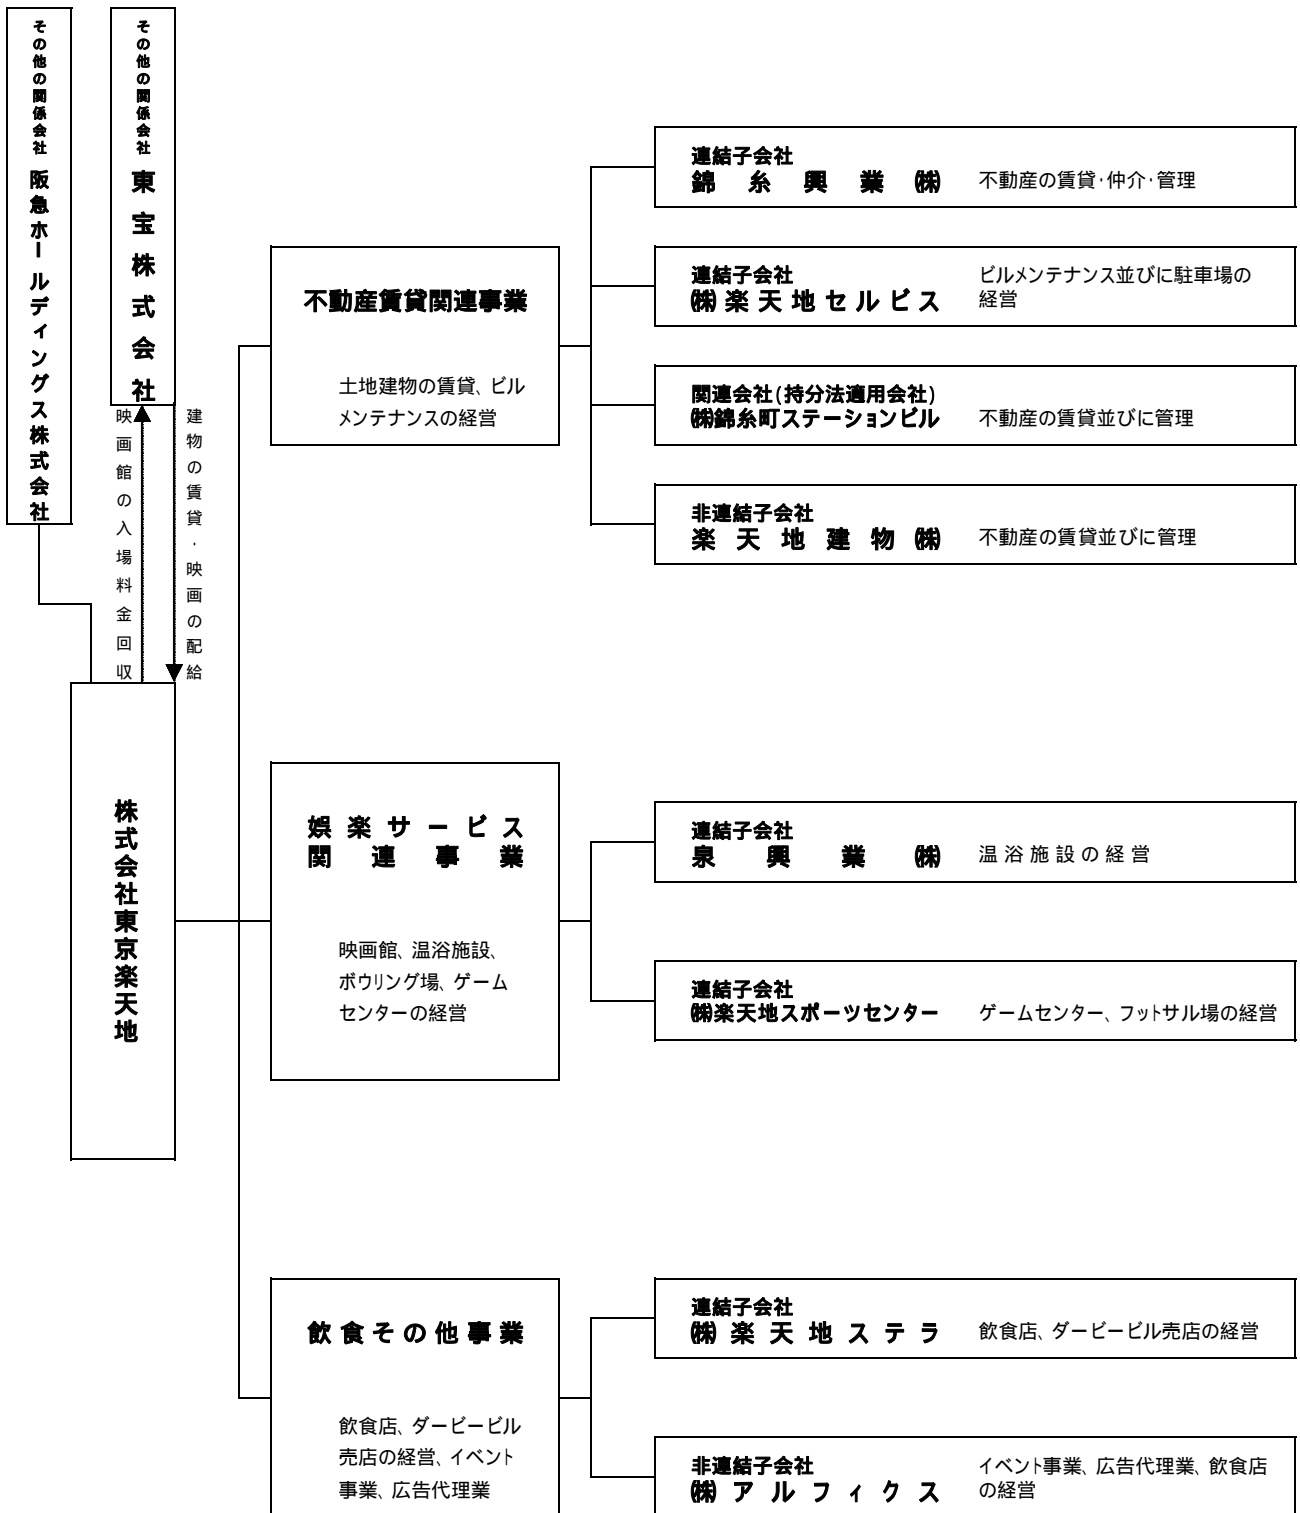 その他の関係会社 阪急ホールディングス株式会社
その他の関係会社 東宝株式会社
映画館の入場料金回収
建物の賃貸・映画の配給
株式会社東京楽天地
不動産賃貸関連事業
土地建物の賃貸、ビル
メンテナンスの経営
連結子会社
錦糸興業㈱
不動産の賃貸・仲介・管理
連結子会社
㈱楽天地セルビス
ビルメンテナンス並びに駐車場の
経営
関連会社(持分法適用会社)
㈱錦糸町ステーションビル
不動産の賃貸並びに管理
非連結子会社
楽天地建物㈱
不動産の賃貸並びに管理
娯楽サービス
関連事業
映画館、温浴施設、
ボウリング場、ゲーム
センターの経営
連結子会社
泉興業㈱
温浴施設の経営
連結子会社
㈱楽天地スポーツセンター
ゲームセンター、フットサル場の経営
飲食その他事業
飲食店、ダービービル
売店の経営、イベント
事業、広告代理業
連結子会社
㈱楽天地ステラ
飲食店、ダービービル売店の経営
非連結子会社
㈱アルフィクス
イベント事業、広告代理業、飲食店
の経営